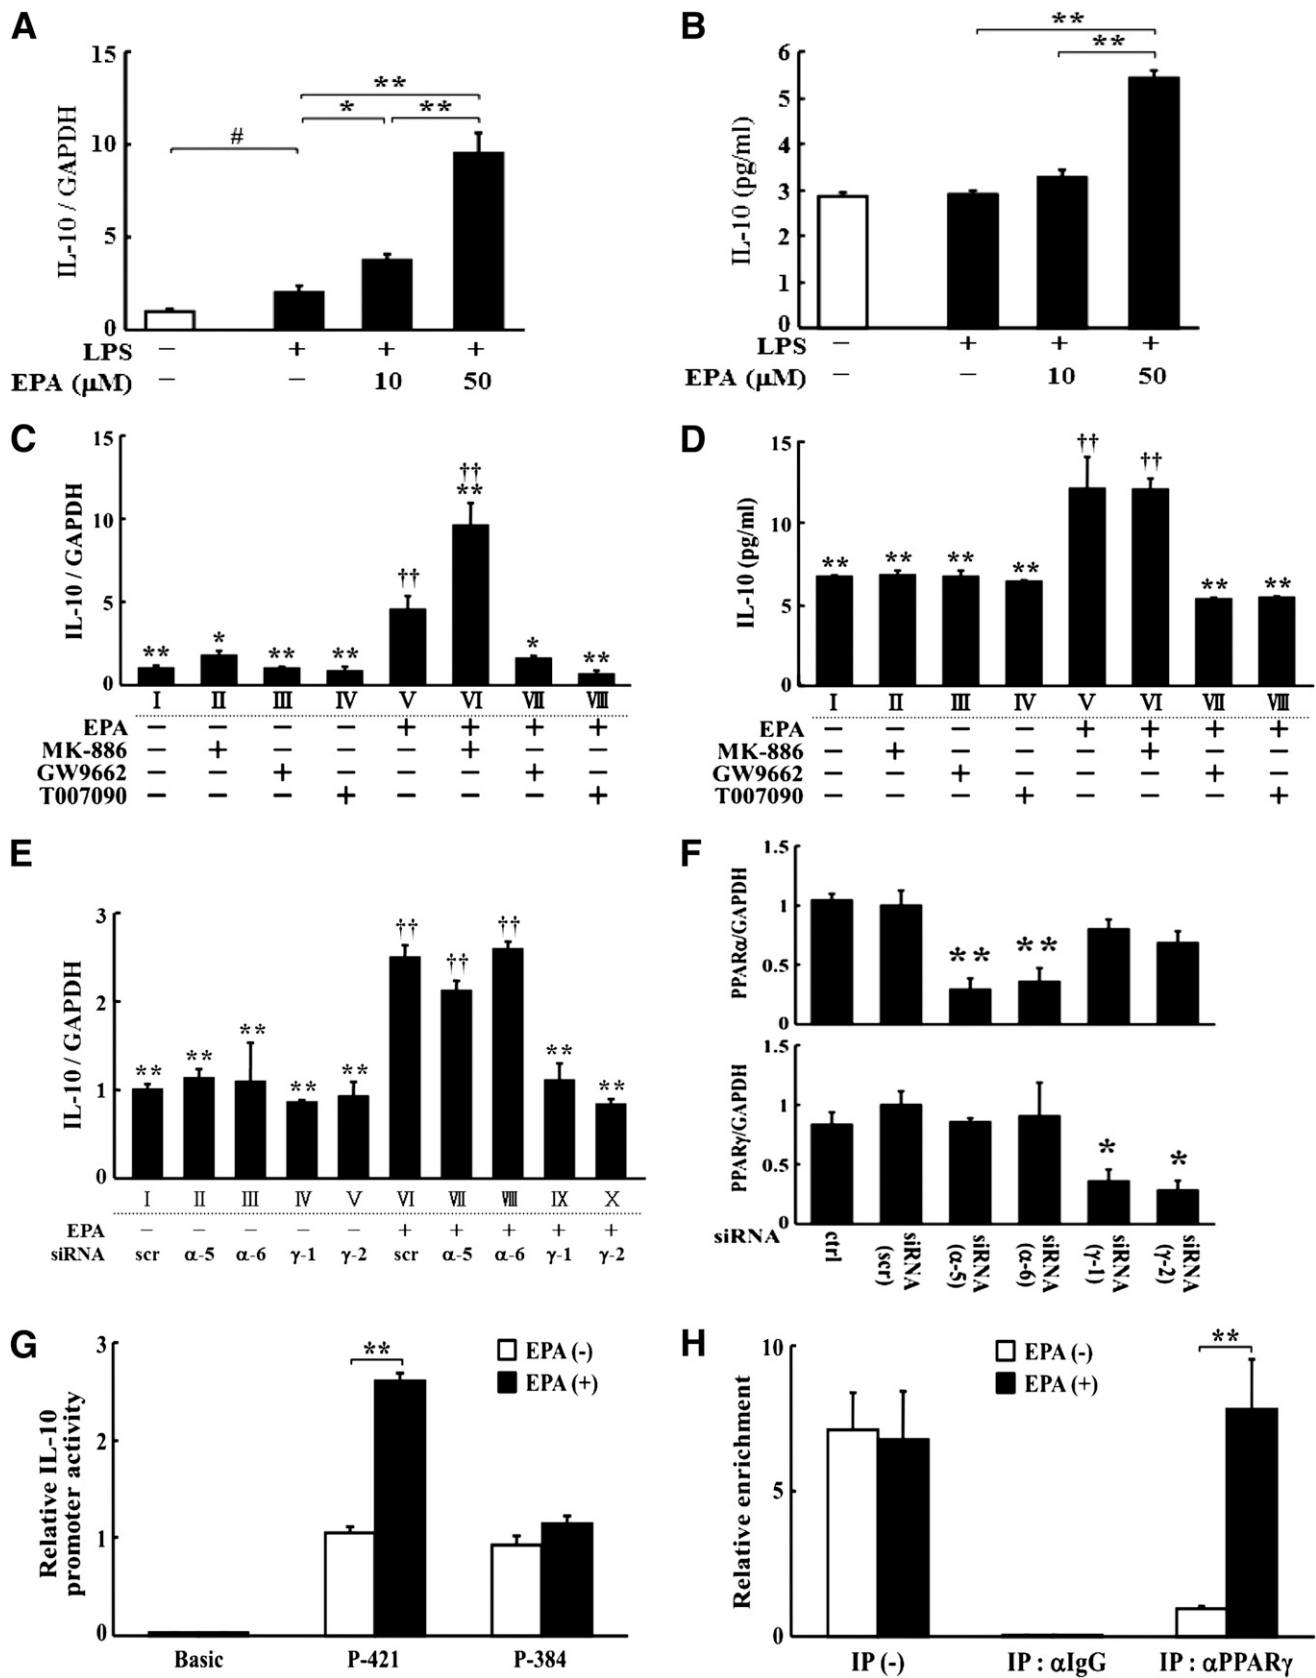 A
IL-10 / GAPDH
15
10
5
0
#
*
**
**
LPS − + + +
EPA (μM) − − 10 50
B
IL-10 (pg/ml)
6
5
4
3
2
1
0
**
**
LPS − + + +
EPA (μM) − − 10 50
C
IL-10 / GAPDH
15
10
5
0
** * ** ** †† †† ** * **
I II III IV V VI VII VIII
EPA − − − − + + + +
MK-886 − + − − − + − −
GW9662 − − + − − − + −
T007090 − − − + − − − +
D
IL-10 (pg/ml)
15
10
5
0
** ** ** ** †† †† ** **
I II III IV V VI VII VIII
EPA − − − − + + + +
MK-886 − + − − − + − −
GW9662 − − + − − − + −
T007090 − − − + − − − +
E
IL-10 / GAPDH
3
2
1
0
** ** ** ** ** †† †† †† ** **
I II III IV V VI VII VIII IX X
EPA − − − − − + + + + +
siRNA scr α-5 α-6 γ-1 γ-2 scr α-5 α-6 γ-1 γ-2
F
PPARα/GAPDH
1.5
1
0.5
0
** **
PPARγ/GAPDH
1.5
1
0.5
0
* *
siRNA
ctrl
siRNA (scr)
siRNA (α-5)
siRNA (α-6)
siRNA (γ-1)
siRNA (γ-2)
G
Relative IL-10
promoter activity
3
2
1
0
**
EPA (-)
EPA (+)
Basic P-421 P-384
H
Relative enrichment
10
5
0
EPA (-)
EPA (+)
**
IP (-) IP : αIgG IP : αPPARγ